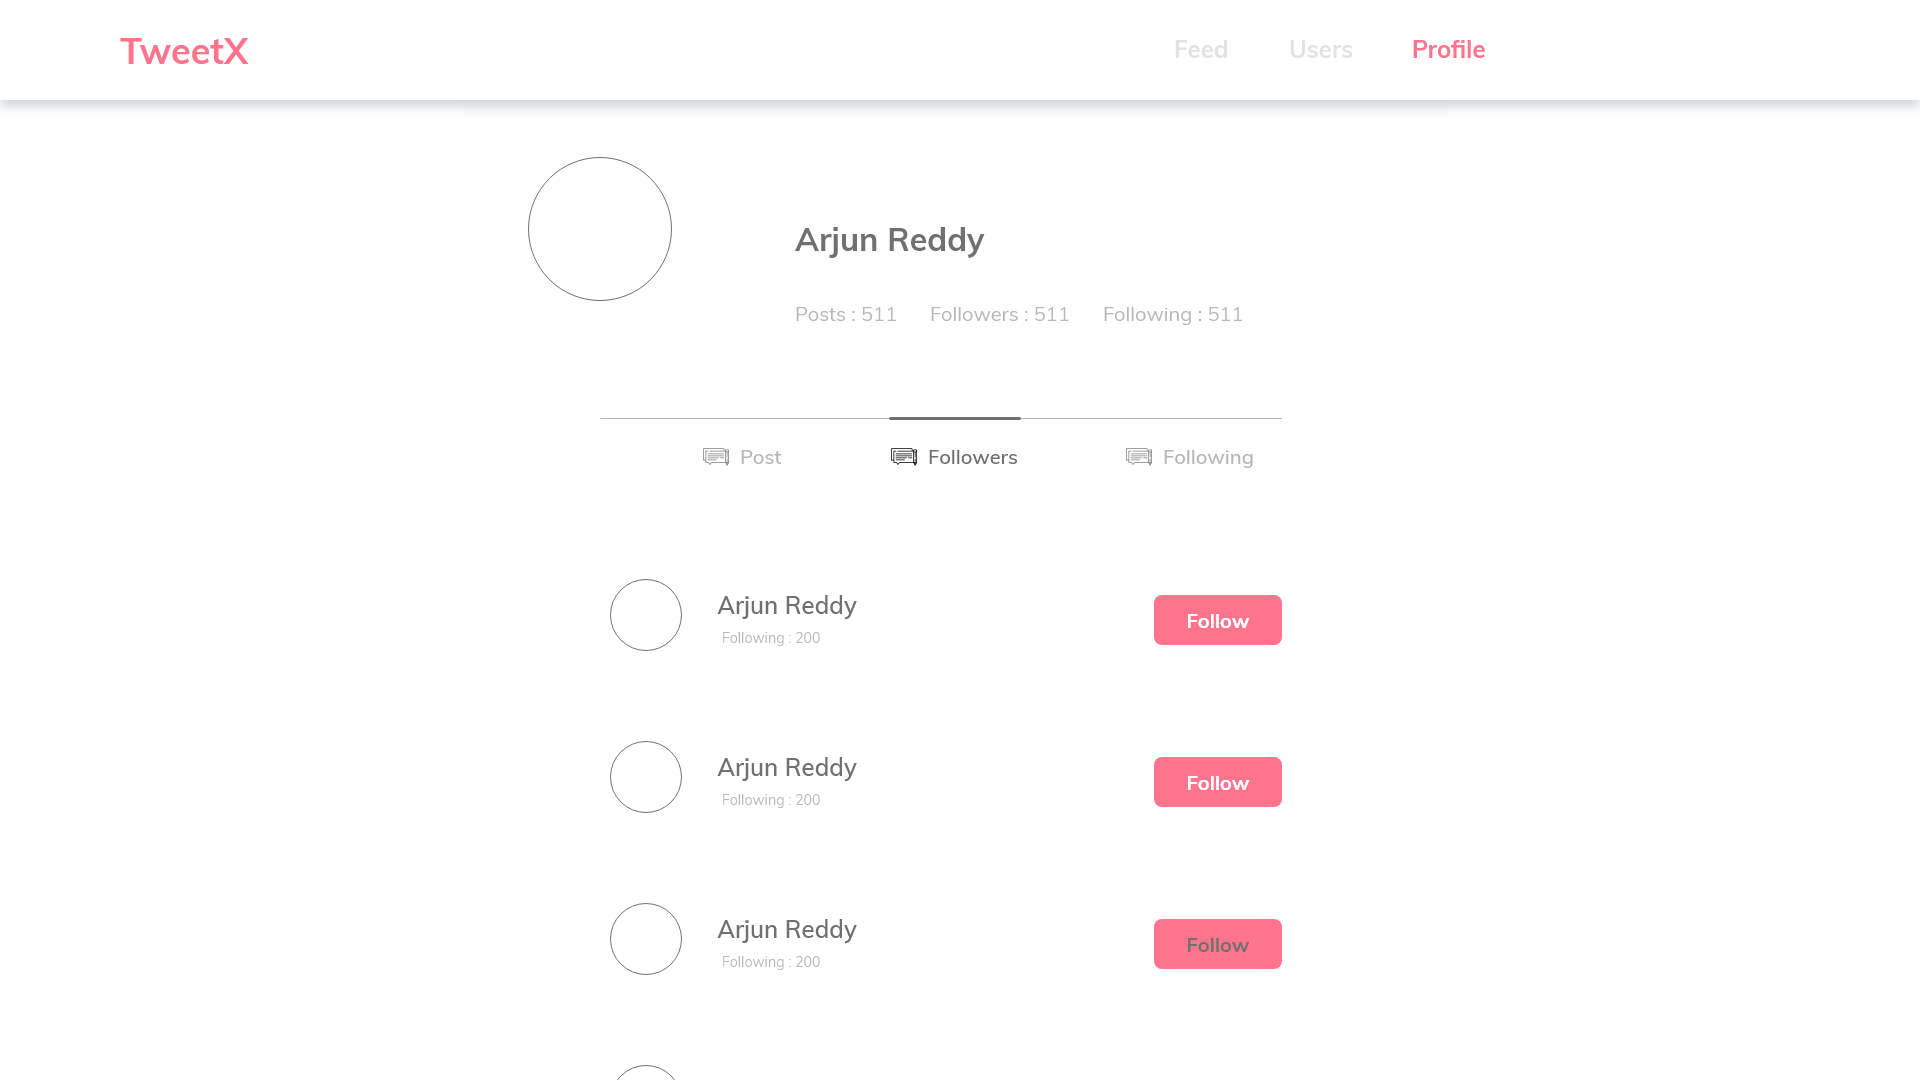 TweetX
Feed
Users
Profile
Arjun Reddy
Posts : 511
Followers : 511
Following : 511
Post
Followers
Following
Arjun Reddy
Following : 200
Follow
Arjun Reddy
Following : 200
Follow
Arjun Reddy
Following : 200
Follow